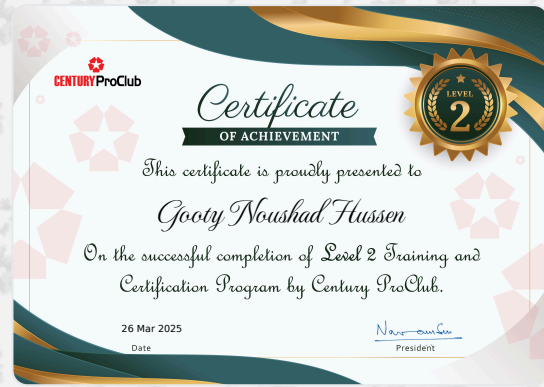 CENTURY ProClub
LEVEL
2
Certificate
OF ACHIEVEMENT
This certificate is proudly presented to
Gooty Noushad Hussen
On the successful completion of Level 2 Training and
Certification Program by Century ProClub.
26 Mar 2025
Date
President